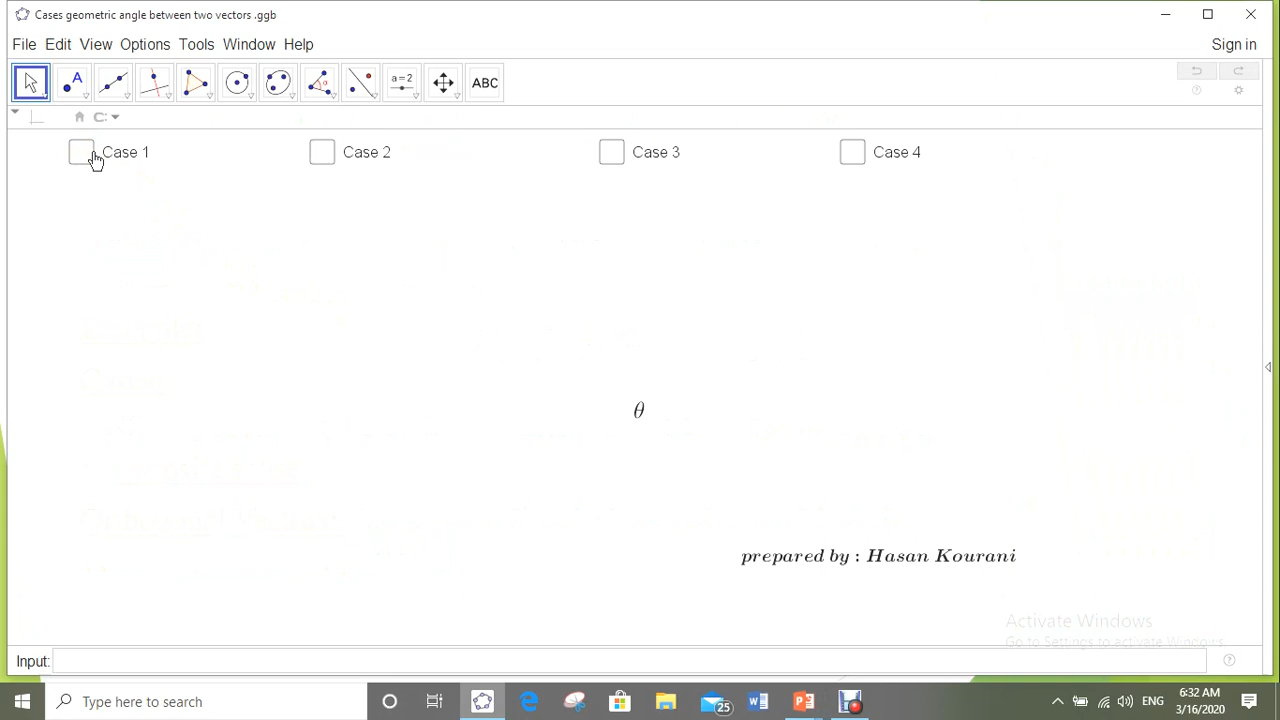 Cases geometric angle between two vectors .ggb
File Edit View Options Tools Window Help Sign in
A a=2 ABC
Case 1 Case 2 Case 3 Case 4
θ
prepared by : Hasan Kourani
Activate Windows
Go to Settings to activate Windows.
Input:
Type here to search 25 W ENG 6:32 AM
3/16/2020